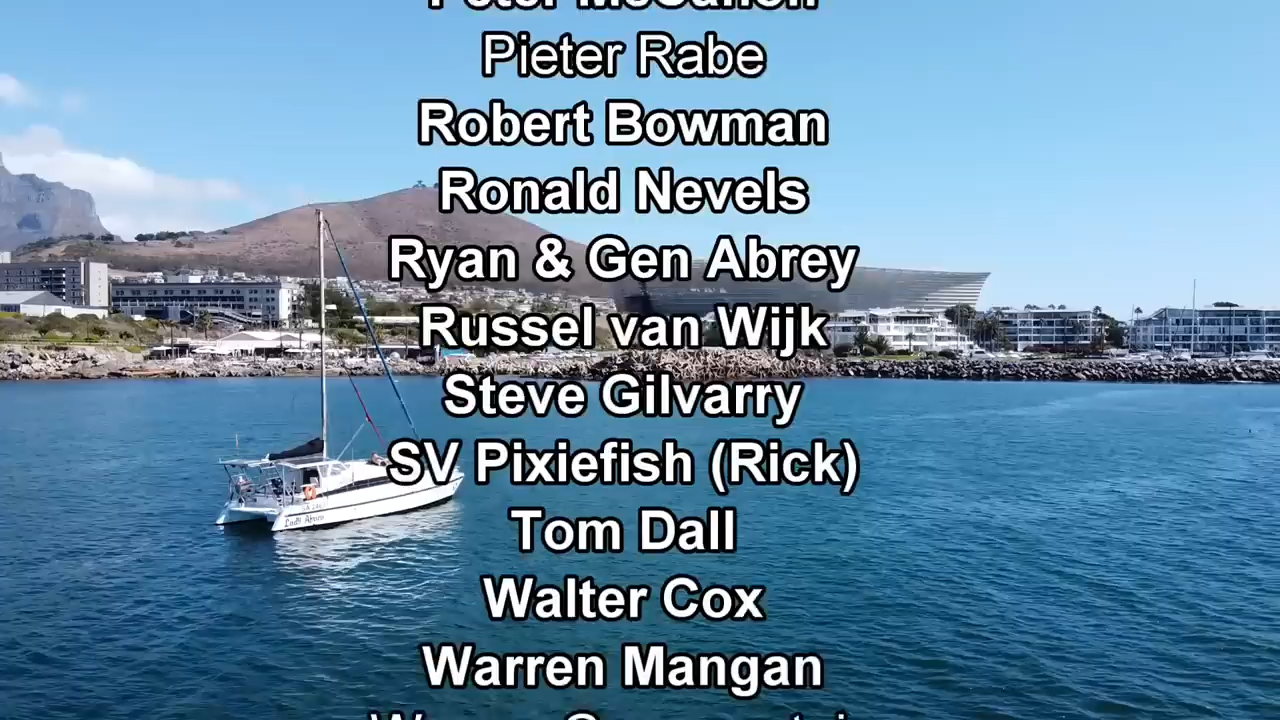 Pieter Rabe
Robert Bowman
Ronald Nevels
Ryan & Gen Abrey
Russel van Wijk
Steve Gilvarry
SV Pixiefish (Rick)
Tom Dall
Walter Cox
Warren Mangan